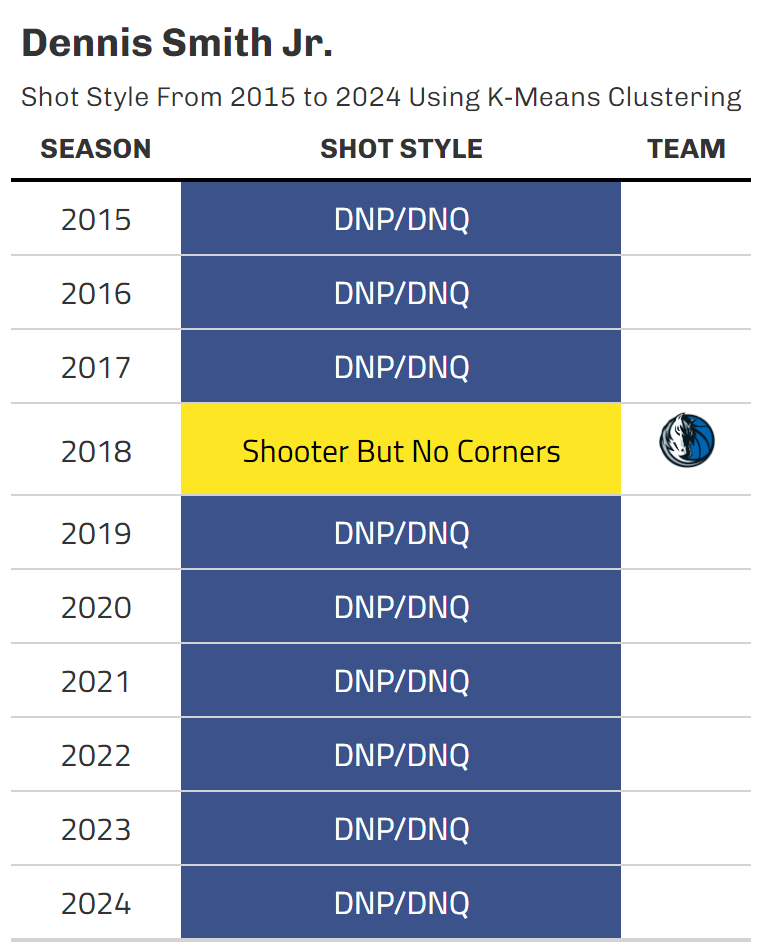 Dennis Smith Jr.
Shot Style From 2015 to 2024 Using K-Means Clustering
SEASON SHOT STYLE TEAM
2015 DNP/DNQ
2016 DNP/DNQ
2017 DNP/DNQ
2018 Shooter But No Corners
2019 DNP/DNQ
2020 DNP/DNQ
2021 DNP/DNQ
2022 DNP/DNQ
2023 DNP/DNQ
2024 DNP/DNQ